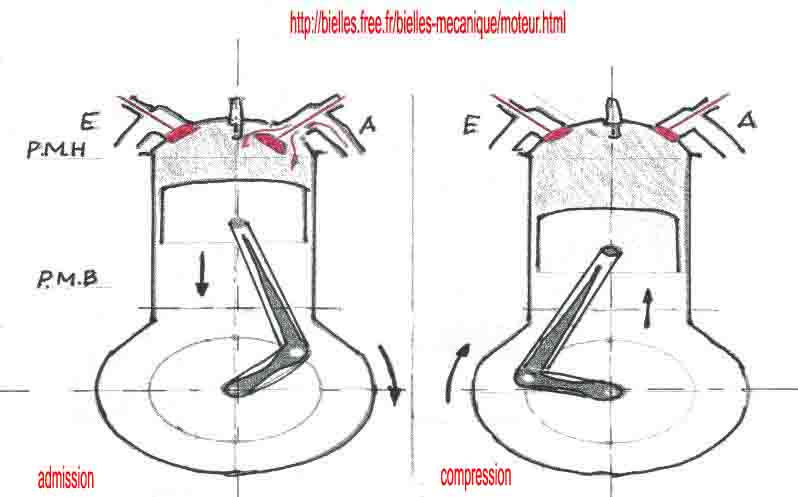 http://bielles.free.fr/bielles-mecanique/moteur.html
E
A
P.M.H
P.M.B
admission
E
A
compression